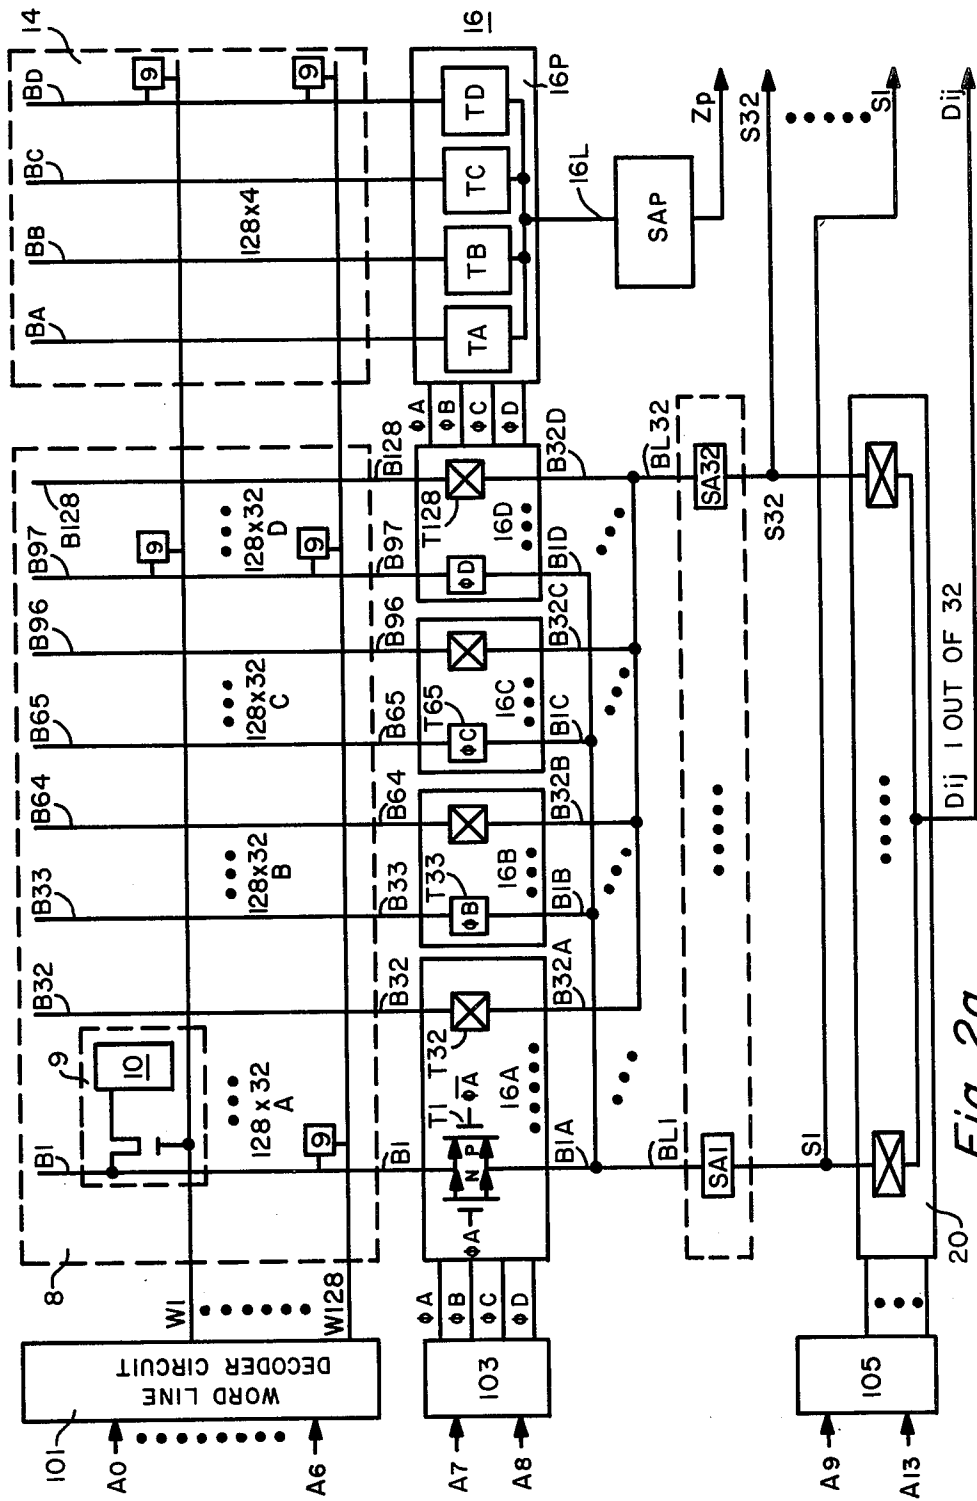 BA
BB
BC
BD
14
B1
B32
B33
B64
B65
B96
B97
B128
9
10
9
9
8
W1
W128
101
WORD LINE
DECODER CIRCUIT
A0
A6
128 x 32
A
128x32
B
128x32
C
128x32
D
128x4
9
9
9
B1
B32
B33
B64
B65
B96
B97
B128
16
16P
A7
A8
103
ΦA
ΦB
ΦC
ΦD
ΦA
N
P
T1
Φ̅A̅
T32
16A
T33
ΦB
16B
T65
ΦC
16C
ΦD
T128
16D
ΦA
ΦB
ΦC
ΦD
TA
TB
TC
TD
B1A
B32A
B1B
B32B
B1C
B32C
B1D
B32D
16L
SAP
Zp
BL1
BL32
SA1
SA32
S1
S32
S32
S1
Dij
A9
A13
105
20
Dij 1 OUT OF 32
Fig. 2a